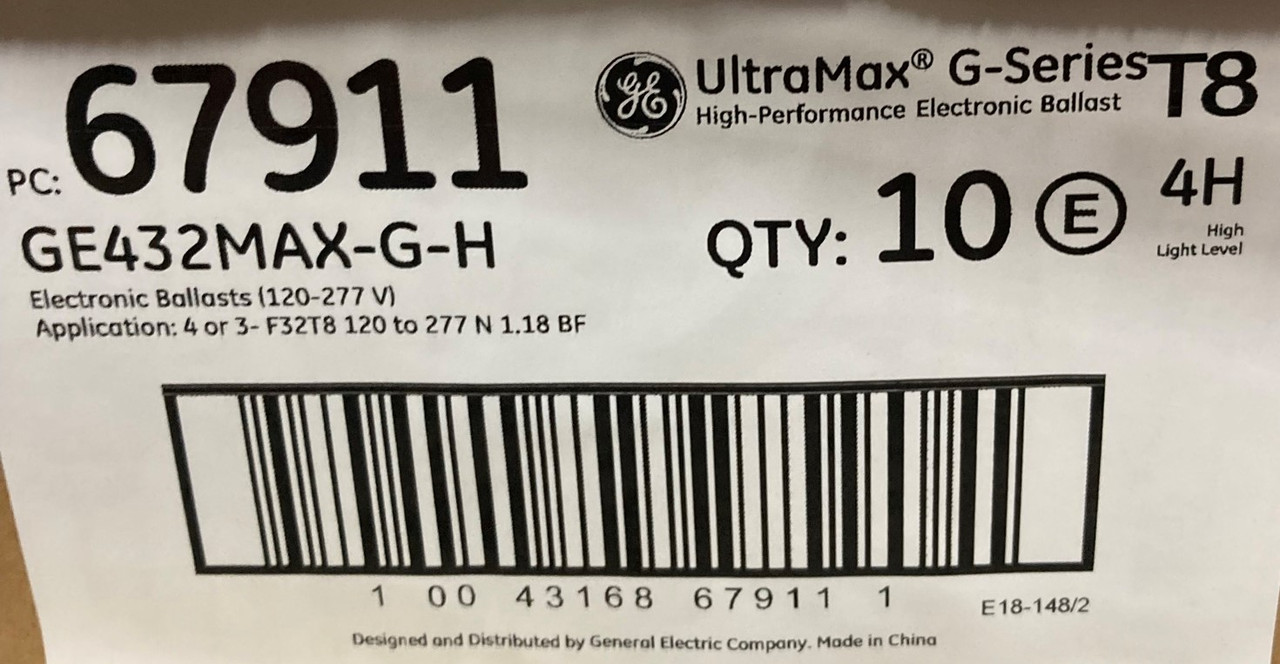 PC: 67911
GE UltraMax® G-Series T8
High-Performance Electronic Ballast
GE432MAX-G-H
QTY: 10 E 4H
High
Light Level
Electronic Ballasts (120-277 V)
Application: 4 or 3- F32T8 120 to 277 N 1.18 BF
1 00 43168 67911 1
E18-148/2
Designed and Distributed by General Electric Company. Made in China